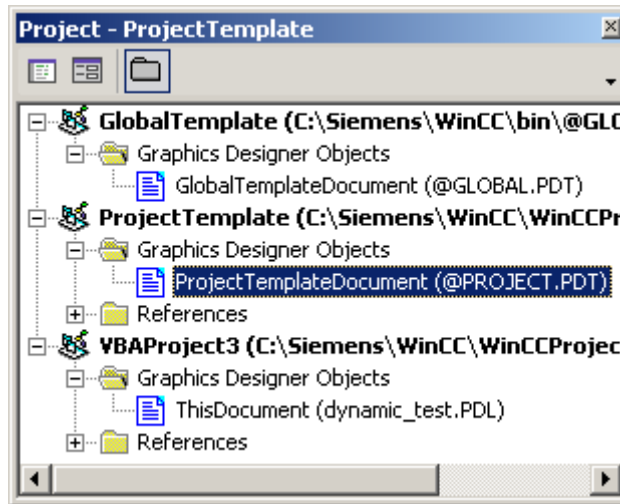 Project - ProjectTemplate
GlobalTemplate (C:\Siemens\WinCC\bin\@GLO
Graphics Designer Objects
GlobalTemplateDocument (@GLOBAL.PDT)
ProjectTemplate (C:\Siemens\WinCC\WinCCPr
Graphics Designer Objects
ProjectTemplateDocument (@PROJECT.PDT)
References
VBAProject3 (C:\Siemens\WinCC\WinCCProjec
Graphics Designer Objects
ThisDocument (dynamic_test.PDL)
References